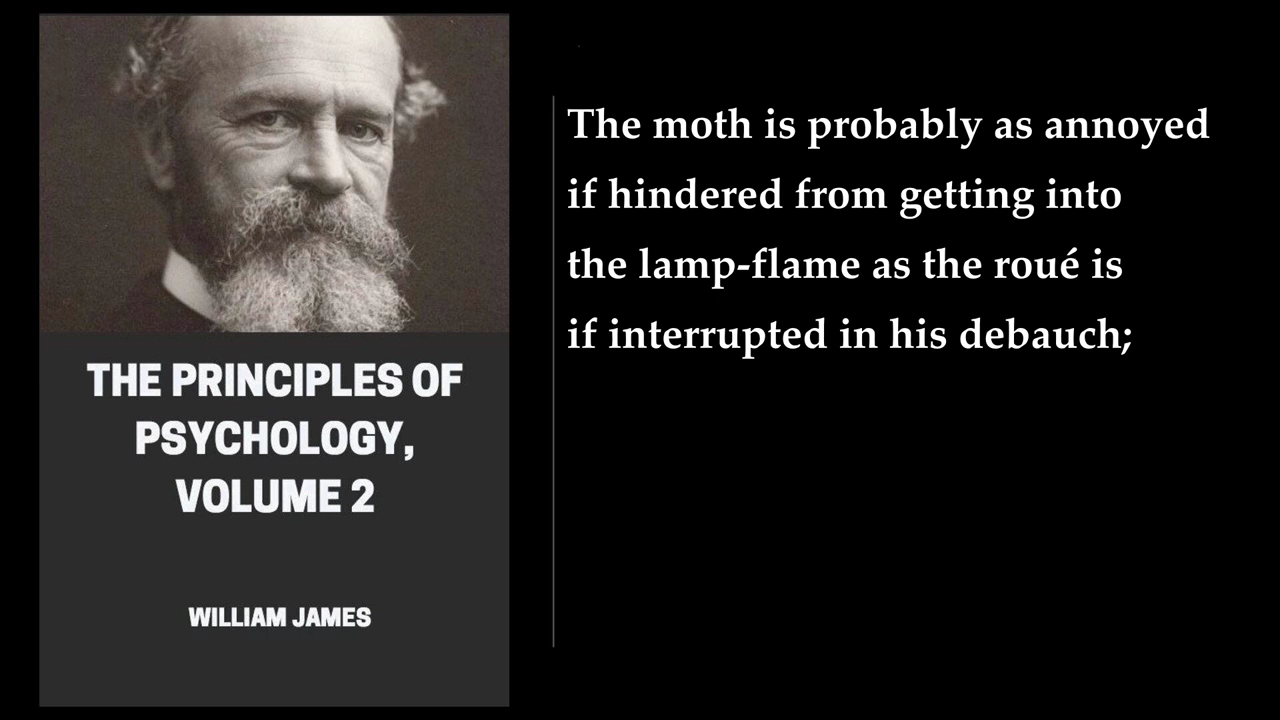 THE PRINCIPLES OF
PSYCHOLOGY,
VOLUME 2
WILLIAM JAMES
The moth is probably as annoyed
if hindered from getting into
the lamp-flame as the roué is
if interrupted in his debauch;